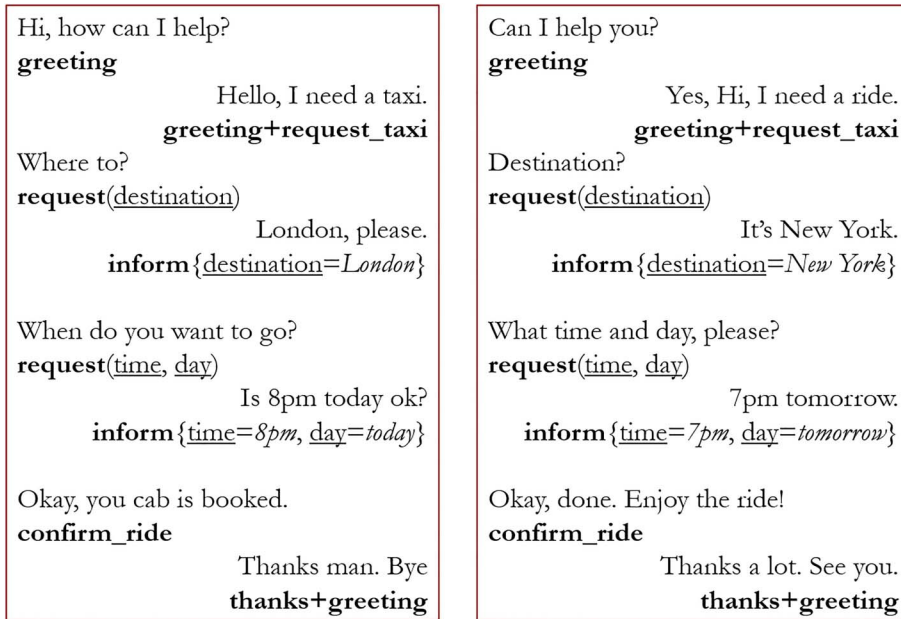 Hi, how can I help?
greeting
Hello, I need a taxi.
greeting+request_taxi
Where to?
request(destination)
London, please.
inform{destination=London}
When do you want to go?
request(time, day)
Is 8pm today ok?
inform{time=8pm, day=today}
Okay, you cab is booked.
confirm_ride
Thanks man. Bye
thanks+greeting
Can I help you?
greeting
Yes, Hi, I need a ride.
greeting+request_taxi
Destination?
request(destination)
It's New York.
inform{destination=New York}
What time and day, please?
request(time, day)
7pm tomorrow.
inform{time=7pm, day=tomorrow}
Okay, done. Enjoy the ride!
confirm_ride
Thanks a lot. See you.
thanks+greeting